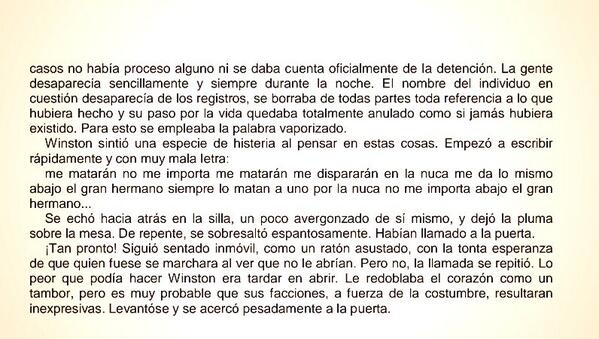 casos no había proceso alguno ni se daba cuenta oficialmente de la detención. La gente
desaparecía sencillamente y siempre durante la noche. El nombre del individuo en
cuestión desaparecía de los registros, se borraba de todas partes toda referencia a lo que
hubiera hecho y su paso por la vida quedaba totalmente anulado como si jamás hubiera
existido. Para esto se empleaba la palabra vaporizado.
Winston sintió una especie de histeria al pensar en estas cosas. Empezó a escribir
rápidamente y con muy mala letra:
me matarán no me importa me matarán me dispararán en la nuca me da lo mismo
abajo el gran hermano siempre lo matan a uno por la nuca no me importa abajo el gran
hermano...
Se echó hacia atrás en la silla, un poco avergonzado de sí mismo, y dejó la pluma
sobre la mesa. De repente, se sobresaltó espantosamente. Habían llamado a la puerta.
¡Tan pronto! Siguió sentado inmóvil, como un ratón asustado, con la tonta esperanza
de que quien fuese se marchara al ver que no le abrían. Pero no, la llamada se repitió. Lo
peor que podía hacer Winston era tardar en abrir. Le redoblaba el corazón como un
tambor, pero es muy probable que sus facciones, a fuerza de la costumbre, resultaran
inexpresivas. Levantóse y se acercó pesadamente a la puerta.